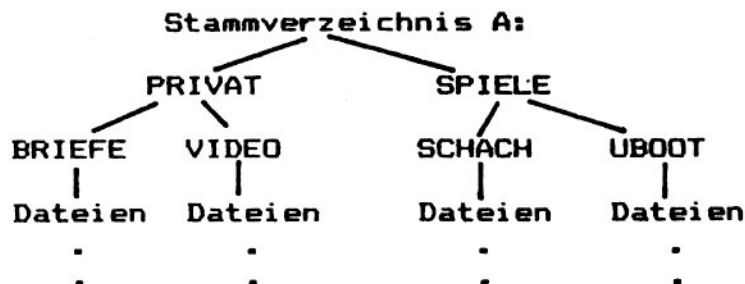 Stammverzeichnis A:
PRIVAT SPIELE
BRIEFE VIDEO SCHACH UBOOT
Dateien Dateien Dateien Dateien
. . . .
. . . .